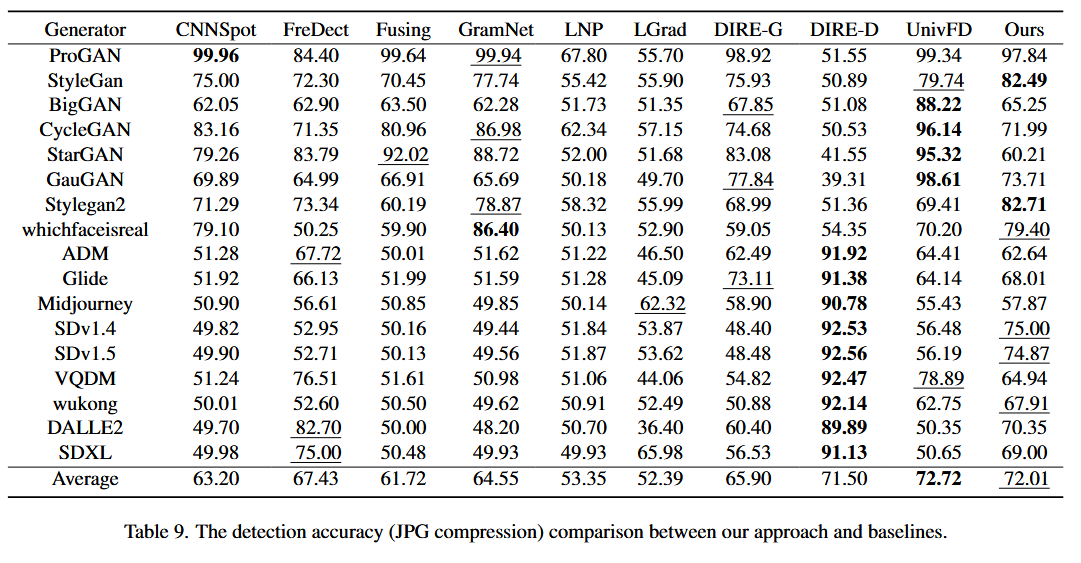 Generator CNNSpot FreDect Fusing GramNet LNP LGrad DIRE-G DIRE-D UnivFD Ours
ProGAN 99.96 84.40 99.64 99.94 67.80 55.70 98.92 51.55 99.34 97.84
StyleGan 75.00 72.30 70.45 77.74 55.42 55.90 75.93 50.89 79.74 82.49
BigGAN 62.05 62.90 63.50 62.28 51.73 51.35 67.85 51.08 88.22 65.25
CycleGAN 83.16 71.35 80.96 86.98 62.34 57.15 74.68 50.53 96.14 71.99
StarGAN 79.26 83.79 92.02 88.72 52.00 51.68 83.08 41.55 95.32 60.21
GauGAN 69.89 64.99 66.91 65.69 50.18 49.70 77.84 39.31 98.61 73.71
Stylegan2 71.29 73.34 60.19 78.87 58.32 55.99 68.99 51.36 69.41 82.71
whichfaceisreal 79.10 50.25 59.90 86.40 50.13 52.90 59.05 54.35 70.20 79.40
ADM 51.28 67.72 50.01 51.62 51.22 46.50 62.49 91.92 64.41 62.64
Glide 51.92 66.13 51.99 51.59 51.28 45.09 73.11 91.38 64.14 68.01
Midjourney 50.90 56.61 50.85 49.85 50.14 62.32 58.90 90.78 55.43 57.87
SDv1.4 49.82 52.95 50.16 49.44 51.84 53.87 48.40 92.53 56.48 75.00
SDv1.5 49.90 52.71 50.13 49.56 51.87 53.62 48.48 92.56 56.19 74.87
VQDM 51.24 76.51 51.61 50.98 51.06 44.06 54.82 92.47 78.89 64.94
wukong 50.01 52.60 50.50 49.62 50.91 52.49 50.88 92.14 62.75 67.91
DALLE2 49.70 82.70 50.00 48.20 50.70 36.40 60.40 89.89 50.35 70.35
SDXL 49.98 75.00 50.48 49.93 49.93 65.98 56.53 91.13 50.65 69.00
Average 63.20 67.43 61.72 64.55 53.35 52.39 65.90 71.50 72.72 72.01
Table 9. The detection accuracy (JPG compression) comparison between our approach and baselines.